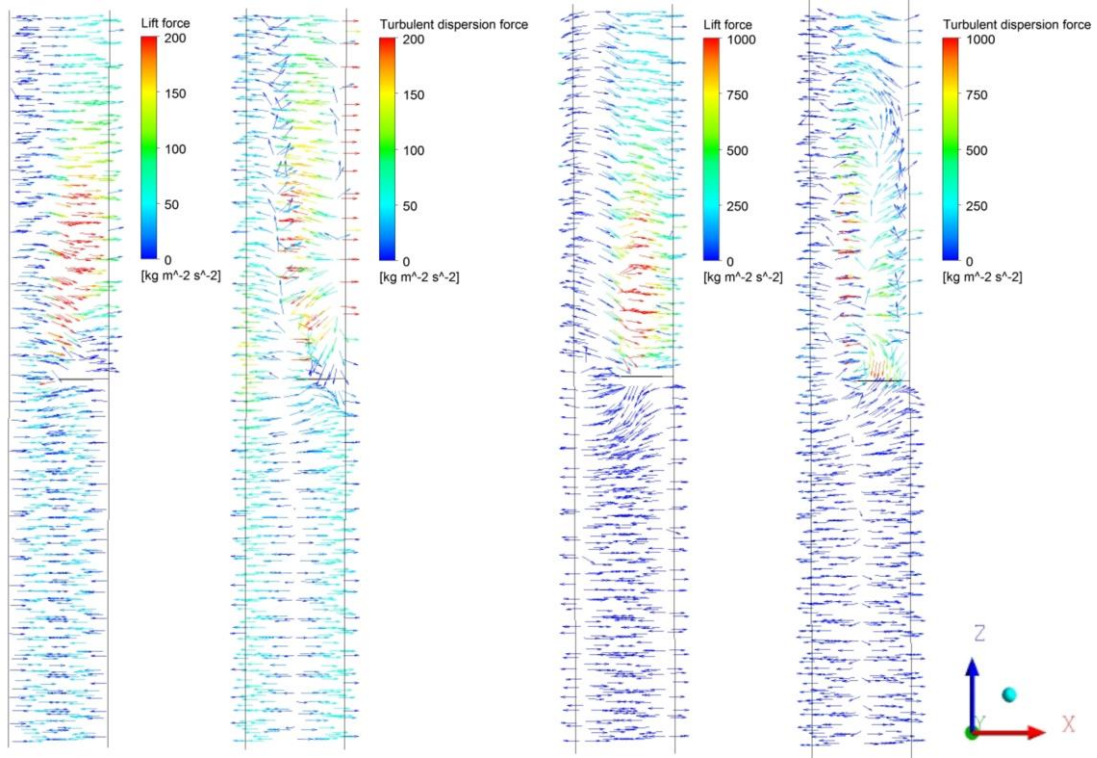 Lift force
200
150
100
50
0
[kg m^-2 s^-2]
Turbulent dispersion force
200
150
100
50
0
[kg m^-2 s^-2]
Lift force
1000
750
500
250
0
[kg m^-2 s^-2]
Turbulent dispersion force
1000
750
500
250
0
[kg m^-2 s^-2]
Z
Y
X